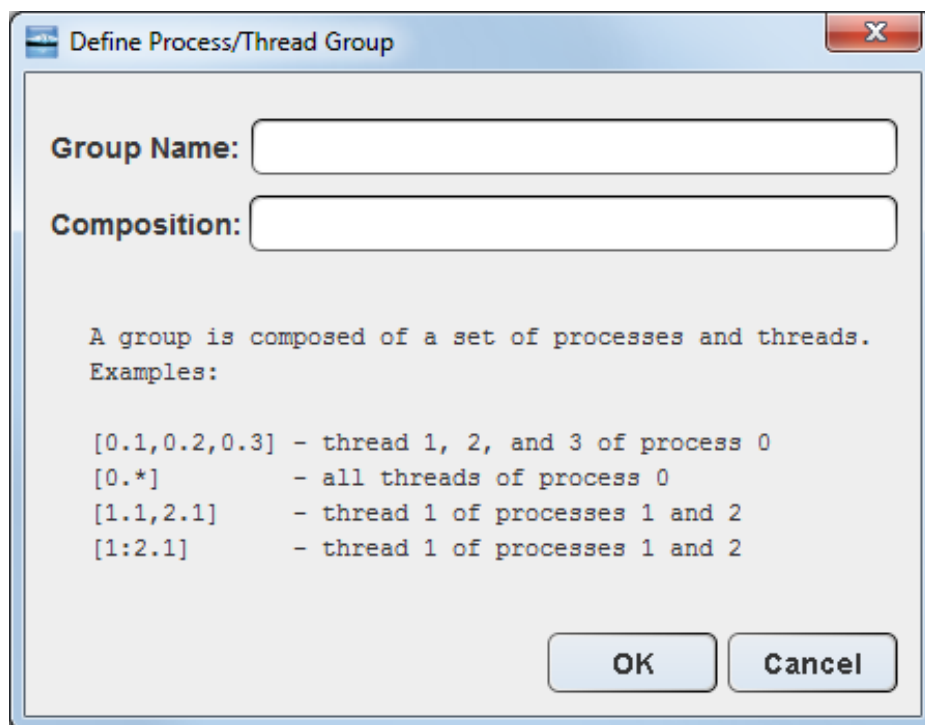 Define Process/Thread Group
Group Name:
Composition:
A group is composed of a set of processes and threads.
Examples:
[0.1,0.2,0.3] - thread 1, 2, and 3 of process 0
[0.*]         - all threads of process 0
[1.1,2.1]     - thread 1 of processes 1 and 2
[1:2.1]       - thread 1 of processes 1 and 2
OK Cancel